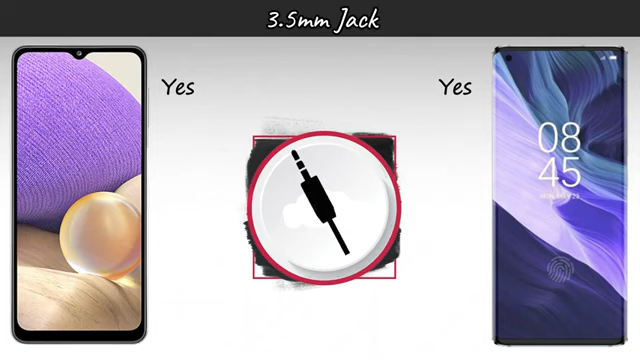 3.5mm Jack
Yes
Yes
08
45